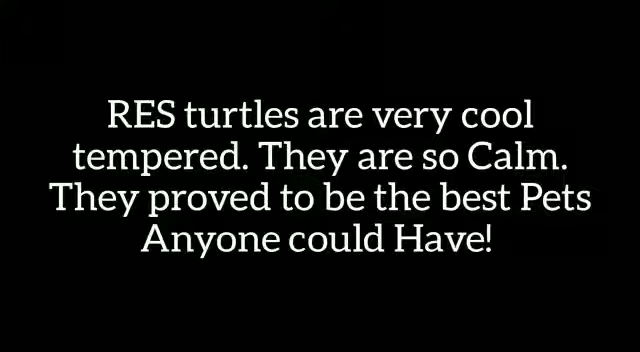 RES turtles are very cool
tempered. They are so Calm.
They proved to be the best Pets
Anyone could Have!